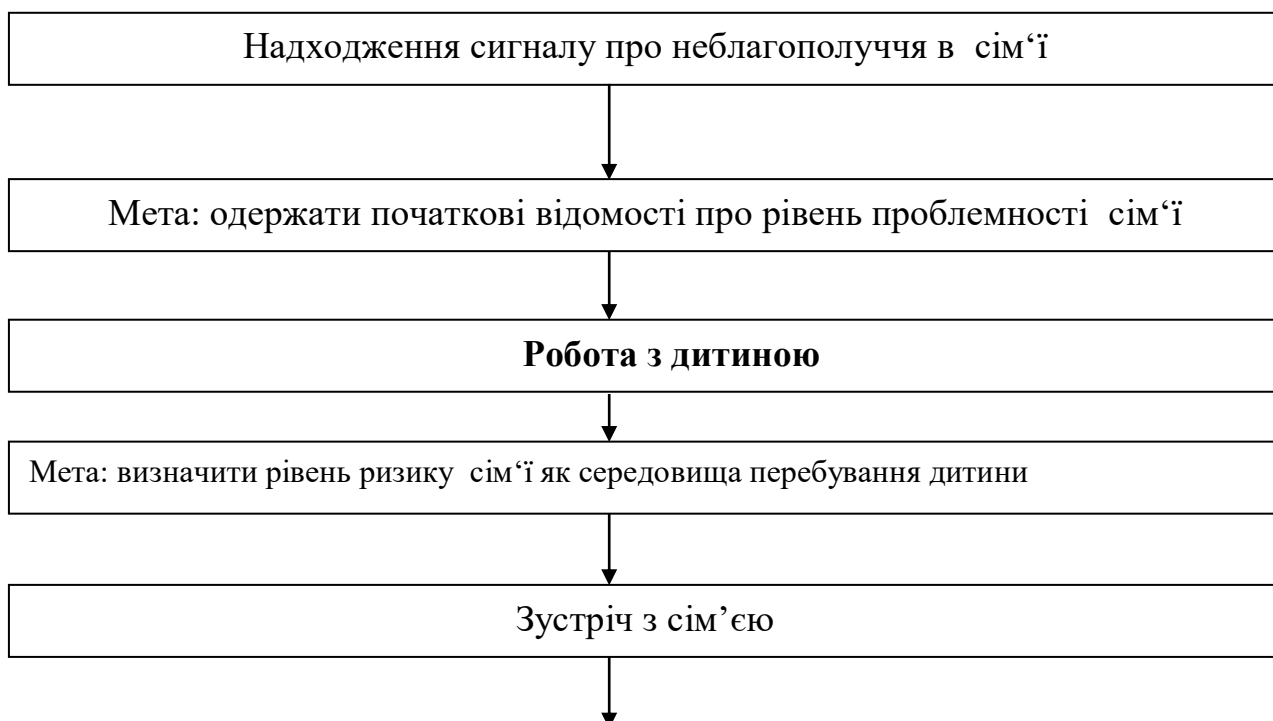 Надходження сигналу про неблагополуччя в  сім‘ї
Мета: одержати початкові відомості про рівень проблемності  сім‘ї
Робота з дитиною
Мета: визначити рівень ризику  сім‘ї як середовища перебування дитини
Зустріч з сім’єю